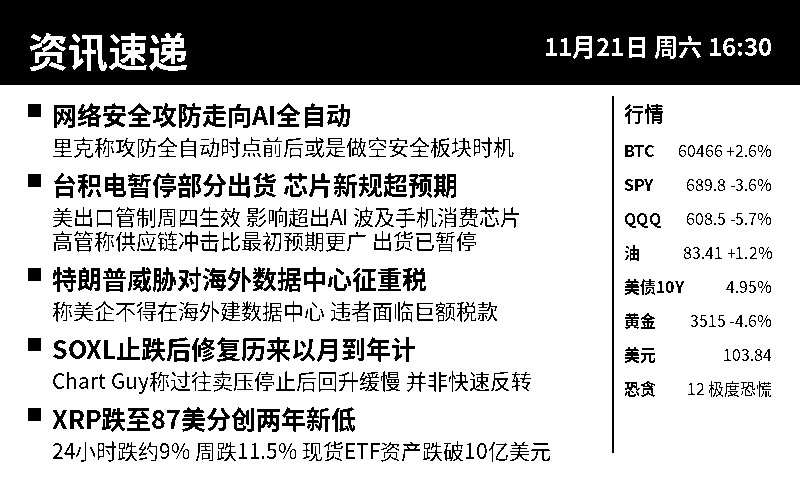 资讯速递
11月21日 周六 16:30
网络安全攻防走向AI全自动
里克称攻防全自动时点前后或是做空安全板块时机
台积电暂停部分出货 芯片新规超预期
美出口管制周四生效 影响超出AI 波及手机消费芯片
高管称供应链冲击比最初预期更广 出货已暂停
特朗普威胁对海外数据中心征重税
称美企不得在海外建数据中心 违者面临巨额税款
SOXL止跌后修复历来以月到年计
Chart Guy称过往卖压停止后回升缓慢 并非快速反转
XRP跌至87美分创两年新低
24小时跌约9% 周跌11.5% 现货ETF资产跌破10亿美元
行情
BTC 60466 +2.6%
SPY 689.8 -3.6%
QQQ 608.5 -5.7%
油 83.41 +1.2%
美债10Y 4.95%
黄金 3515 -4.6%
美元 103.84
恐贪 12 极度恐慌